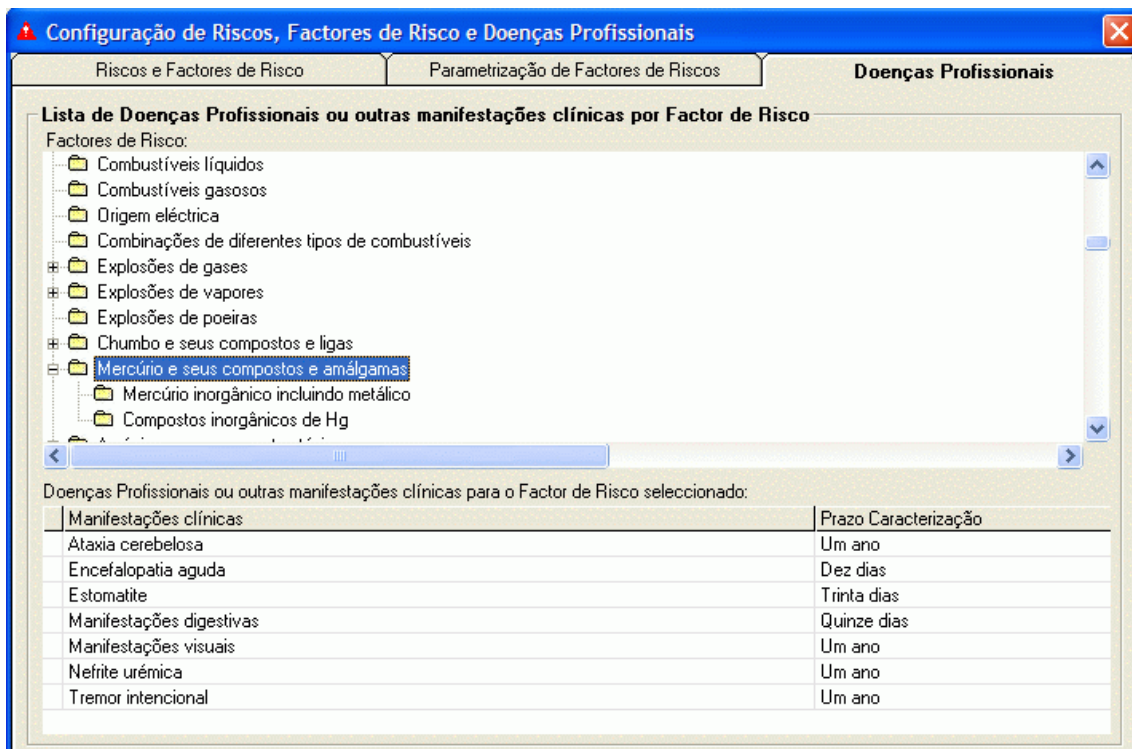 Configuração de Riscos, Factores de Risco e Doenças Profissionais
Riscos e Factores de Risco
Parametrização de Factores de Riscos
Doenças Profissionais
Lista de Doenças Profissionais ou outras manifestações clínicas por Factor de Risco
Factores de Risco:
Combustíveis líquidos
Combustíveis gasosos
Origem eléctrica
Combinações de diferentes tipos de combustíveis
Explosões de gases
Explosões de vapores
Explosões de poeiras
Chumbo e seus compostos e ligas
Mercúrio e seus compostos e amálgamas
Mercúrio inorgânico incluindo metálico
Compostos inorgânicos de Hg
Doenças Profissionais ou outras manifestações clínicas para o Factor de Risco seleccionado:
Manifestações clínicas Prazo Caracterização
Ataxia cerebelosa Um ano
Encefalopatia aguda Dez dias
Estomatite Trinta dias
Manifestações digestivas Quinze dias
Manifestações visuais Um ano
Nefrite urémica Um ano
Tremor intencional Um ano